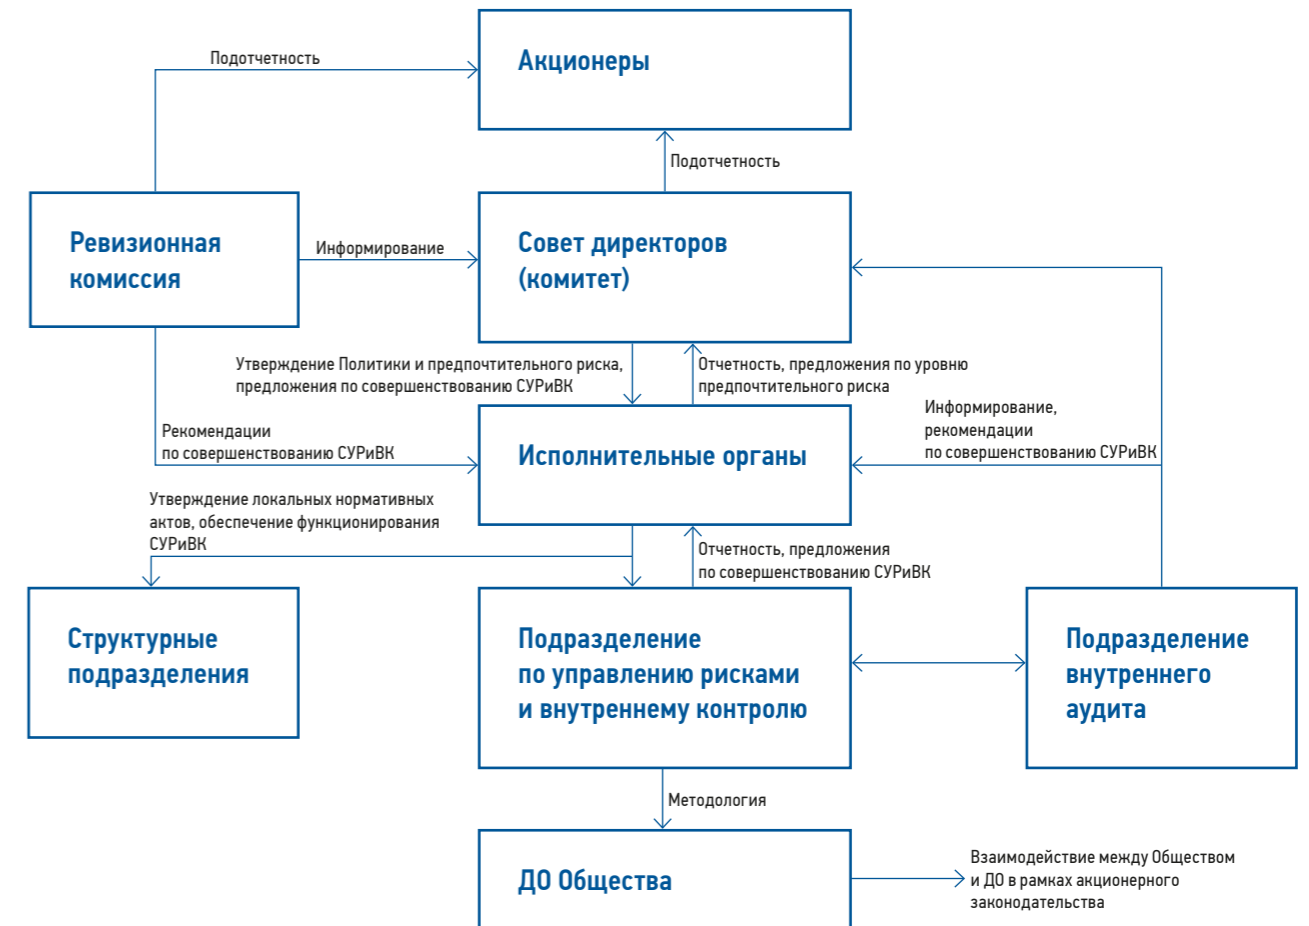 Подотчетность
Акционеры
Подотчетность
Ревизионная
комиссия
Информирование
Совет директоров
(комитет)
Утверждение Политики и предпочтительного риска,
предложения по совершенствованию СУРиВК
Отчетность, предложения по уровню
предпочтительного риска
Информирование,
рекомендации
по совершенствованию СУРиВК
Рекомендации
по совершенствованию СУРиВК
Исполнительные органы
Утверждение локальных нормативных
актов, обеспечение функционирования
СУРиВК
Отчетность, предложения
по совершенствованию СУРиВК
Структурные
подразделения
Подразделение
по управлению рисками
и внутреннему контролю
Подразделение
внутреннего
аудита
Методология
ДО Общества
Взаимодействие между Обществом
и ДО в рамках акционерного
законодательства